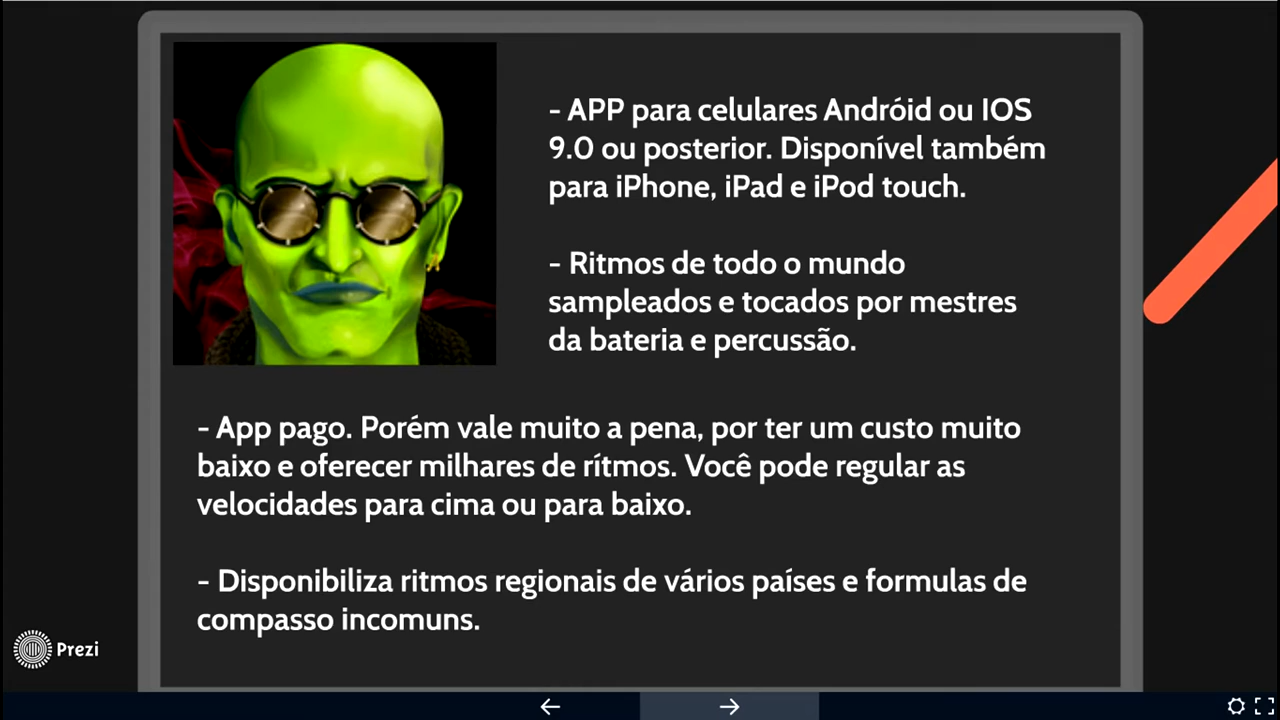 - APP para celulares Andróid ou IOS
9.0 ou posterior. Disponível também
para iPhone, iPad e iPod touch.
- Ritmos de todo o mundo
sampleados e tocados por mestres
da bateria e percussão.
- App pago. Porém vale muito a pena, por ter um custo muito
baixo e oferecer milhares de rítmos. Você pode regular as
velocidades para cima ou para baixo.
- Disponibiliza ritmos regionais de vários países e formulas de
compasso incomuns.
Prezi